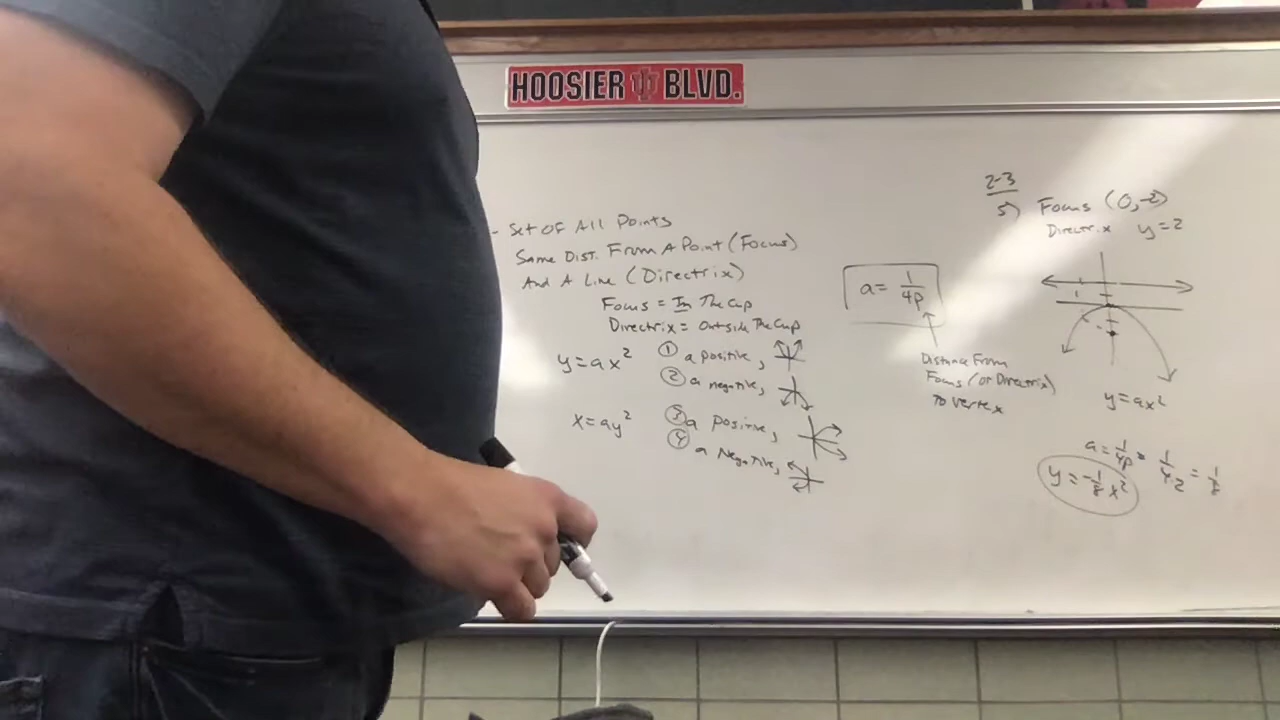 HOOSIER BLVD.
- Set Of All Points
Same Dist. From A Point (Focus)
And A Line (Directrix)
Focus = In The Cup
Directrix = Outside The Cup
y = ax²
① a positive,
② a negative,
x = ay²
③ a positive,
④ a Negative,
a = 1/4p
Distance From
Focus (or Directrix)
To Vertex
2-3
5) Focus (0,-2)
Directrix y=2
y = ax²
a = 1/4p = 1/4·2 = 1/8
y = -1/8 x²